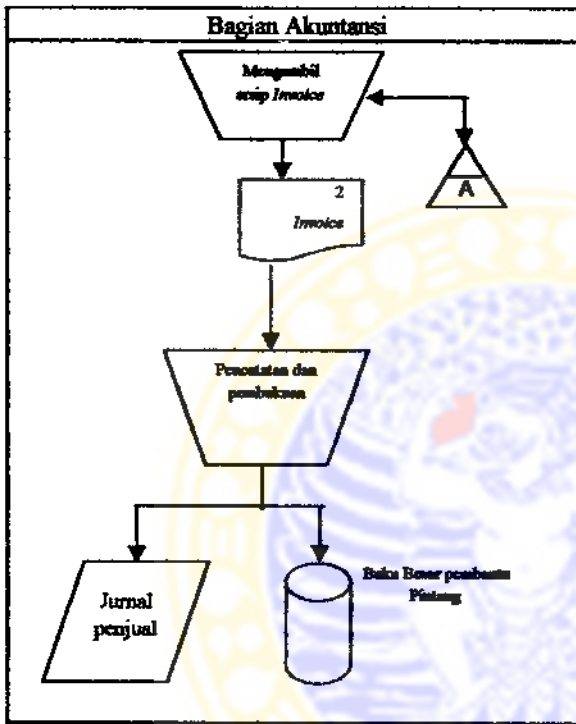 Bagian Akuntansi
Mengambil
arsip Invoice
A
2
Invoice
Pencatatan dan
pembukuan
Jurnal
penjual
Buku Besar pembantu
Piutang